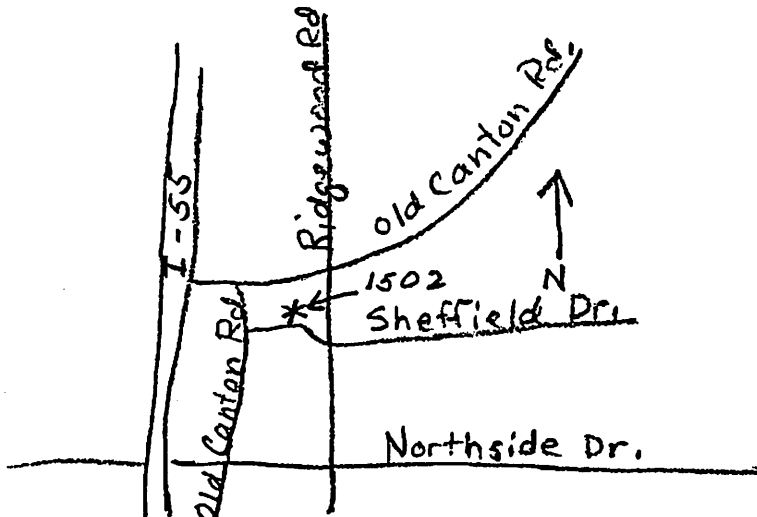 Ridgewood Rd
Old Canton Rd.
I-55
1502
N
Sheffield Dr.
Old Canton Rd
Northside Dr.